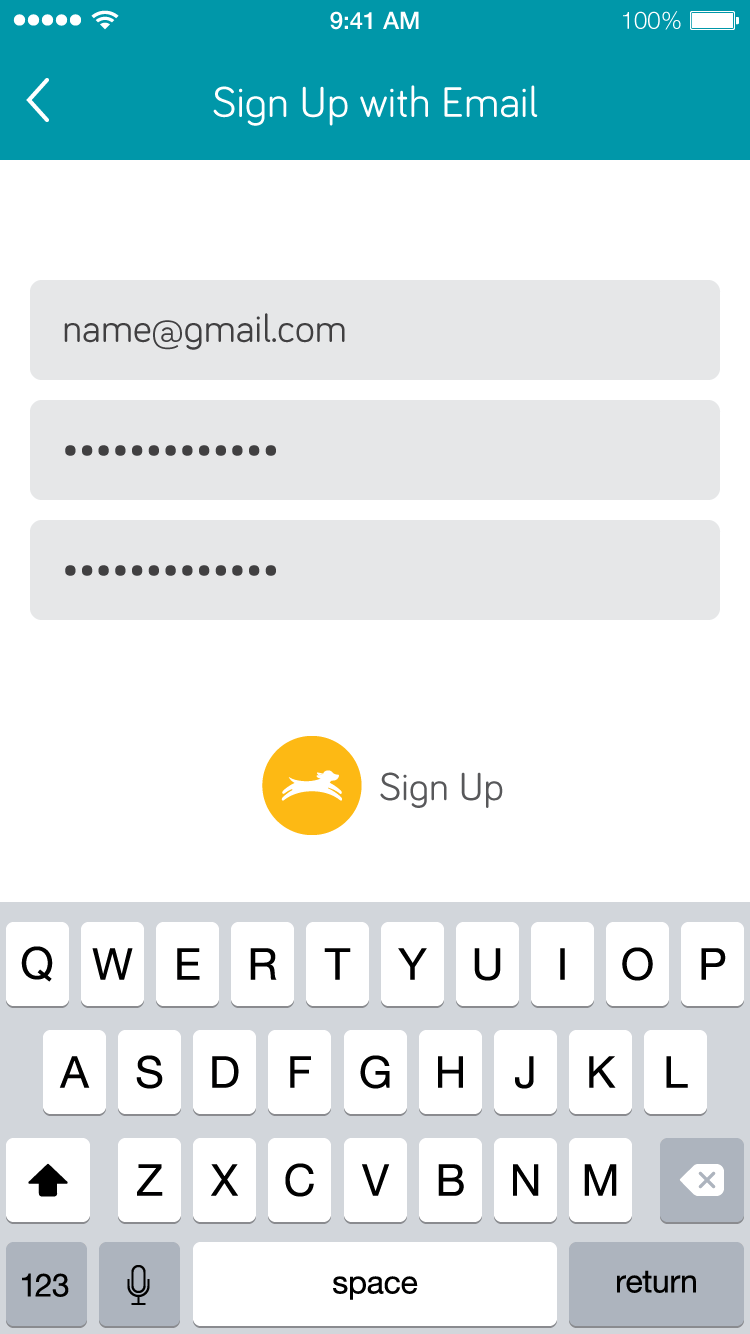 9:41 AM 100%
Sign Up with Email
name@gmail.com
•••••••••••••
•••••••••••••
Sign Up
Q W E R T Y U I O P
A S D F G H J K L
Z X C V B N M
123 space return